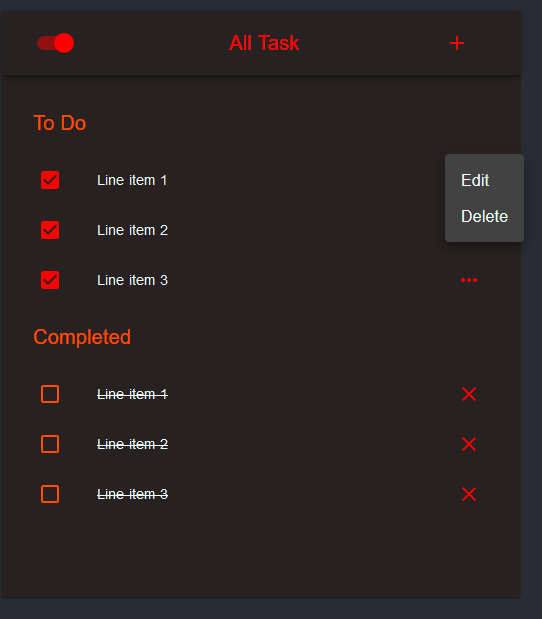 All Task
To Do
Line item 1
Edit
Delete
Line item 2
Line item 3
Completed
Line item 1
Line item 2
Line item 3